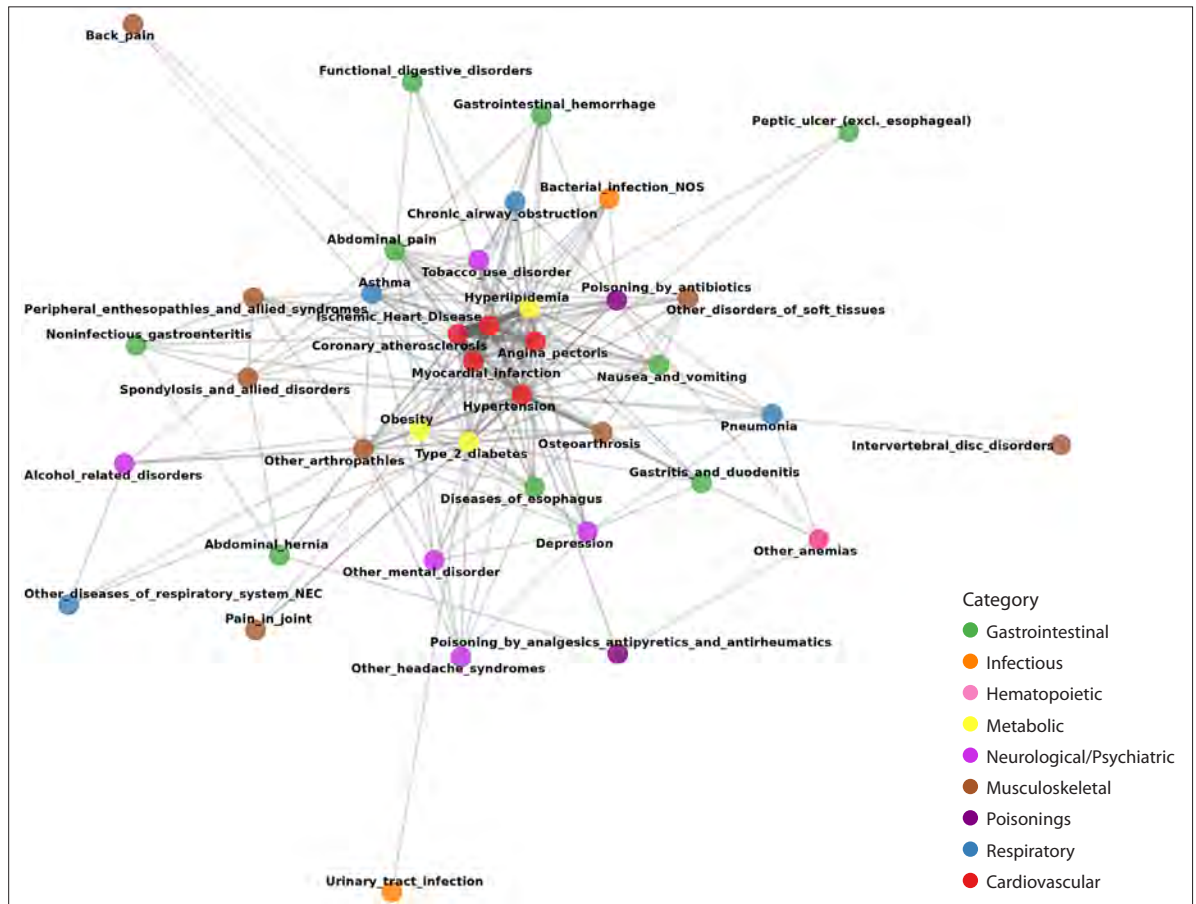 Back_pain
Functional_digestive_disorders
Gastrointestinal_hemorrhage
Peptic_ulcer_(excl._esophageal)
Bacterial_infection_NOS
Chronic_airway_obstruction
Abdominal_pain
Tobacco_use_disorder
Asthma
Poisoning_by_antibiotics
Hyperlipidemia
Peripheral_enthesopathies_and_allied_syndromes
Other_disorders_of_soft_tissues
Ischemic_Heart_Disease
Noninfectious_gastroenteritis
Coronary_atherosclerosis
Angina_pectoris
Myocardial_infarction
Nausea_and_vomiting
Spondylosis_and_allied_disorders
Hypertension
Obesity
Pneumonia
Osteoarthrosis
Intervertebral_disc_disorders
Type_2_diabetes
Other_arthropathies
Gastritis_and_duodenitis
Alcohol_related_disorders
Diseases_of_esophagus
Abdominal_hernia
Depression
Other_anemias
Other_mental_disorder
Other_diseases_of_respiratory_system_NEC
Pain_in_joint
Poisoning_by_analgesics_antipyretics_and_antirheumatics
Other_headache_syndromes
Urinary_tract_infection
Category
Gastrointestinal
Infectious
Hematopoietic
Metabolic
Neurological/Psychiatric
Musculoskeletal
Poisonings
Respiratory
Cardiovascular